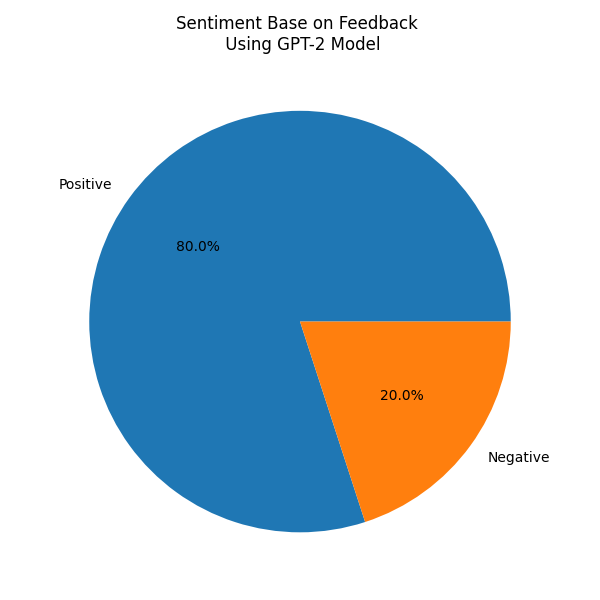 Sentiment Base on Feedback
Using GPT-2 Model
Positive
80.0%
20.0%
Negative